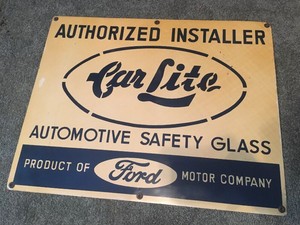 AUTHORIZED INSTALLER
Car Lite
AUTOMOTIVE SAFETY GLASS
PRODUCT OF Ford MOTOR COMPANY